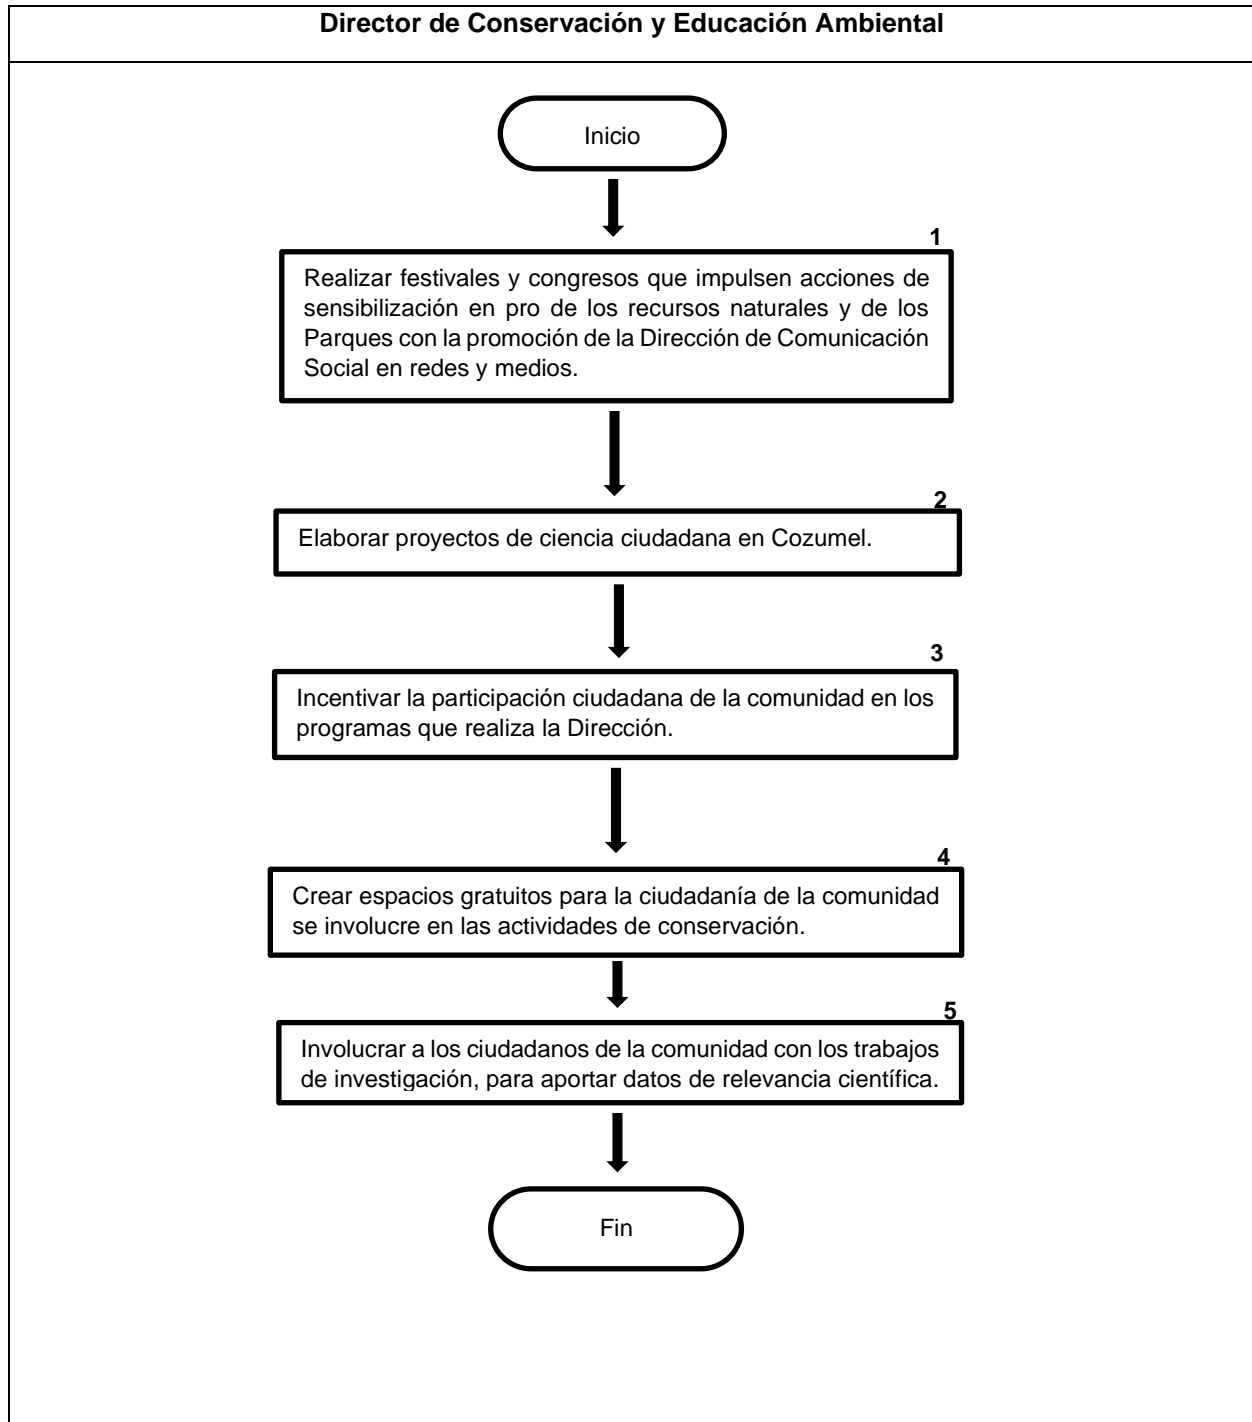 Director de Conservación y Educación Ambiental
Inicio
1
Realizar festivales y congresos que impulsen acciones de
sensibilización en pro de los recursos naturales y de los
Parques con la promoción de la Dirección de Comunicación
Social en redes y medios.
2
Elaborar proyectos de ciencia ciudadana en Cozumel.
3
Incentivar la participación ciudadana de la comunidad en los
programas que realiza la Dirección.
4
Crear espacios gratuitos para la ciudadanía de la comunidad
se involucre en las actividades de conservación.
5
Involucrar a los ciudadanos de la comunidad con los trabajos
de investigación, para aportar datos de relevancia científica.
Fin